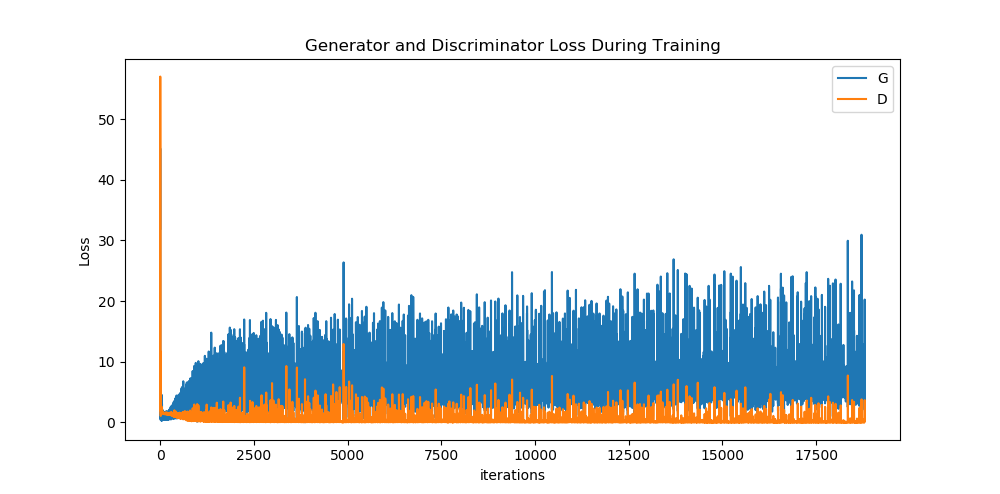 Generator and Discriminator Loss During Training
G
D
Loss
50
40
30
20
10
0
0 2500 5000 7500 10000 12500 15000 17500
iterations